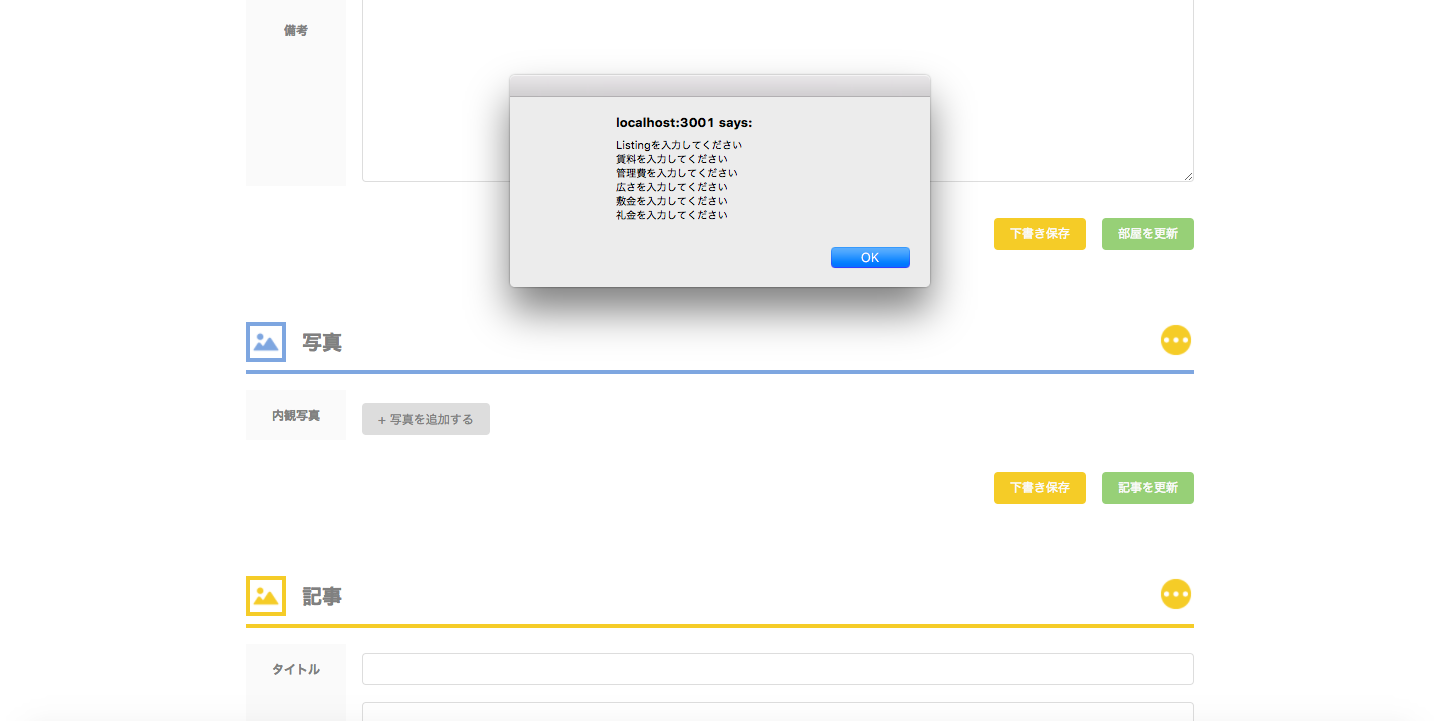 備考
localhost:3001 says:
Listingを入力してください
賃料を入力してください
管理費を入力してください
広さを入力してください
敷金を入力してください
礼金を入力してください
OK
下書き保存
部屋を更新
写真
内観写真
+ 写真を追加する
下書き保存
記事を更新
記事
タイトル